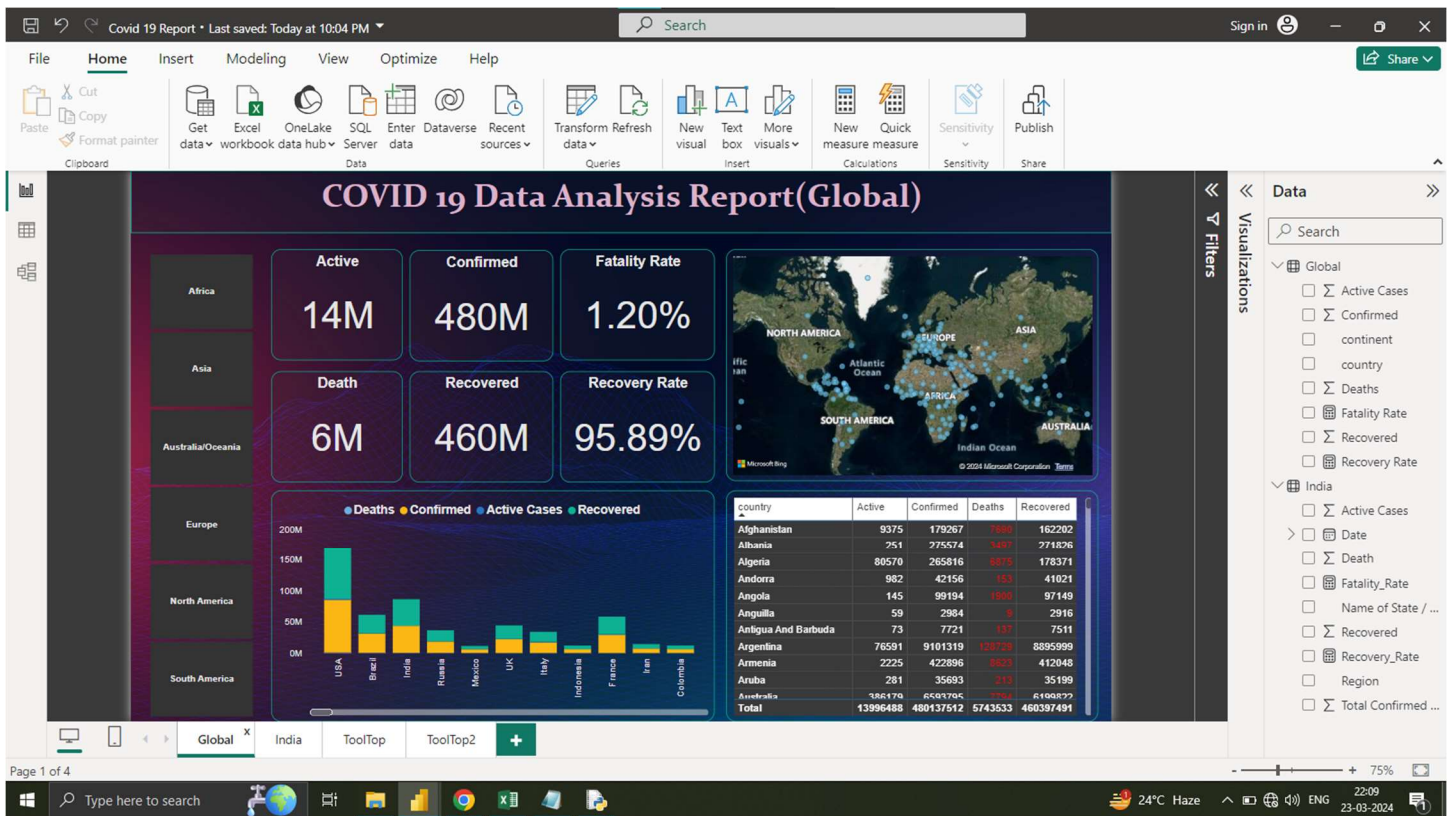 Covid 19 Report • Last saved: Today at 10:04 PM
Search
Sign in
File Home Insert Modeling View Optimize Help
Share
Paste
Cut
Copy
Format painter
Clipboard
Get data
Excel workbook
OneLake data hub
SQL Server
Enter data
Dataverse
Recent sources
Data
Transform data
Refresh
Queries
New visual
Text box
More visuals
Insert
New measure
Quick measure
Calculations
Sensitivity
Sensitivity
Publish
Share
COVID 19 Data Analysis Report(Global)
Africa
Asia
Australia/Oceania
Europe
North America
South America
Active
14M
Confirmed
480M
Fatality Rate
1.20%
Death
6M
Recovered
460M
Recovery Rate
95.89%
NORTH AMERICA
EUROPE
ASIA
Atlantic
Ocean
AFRICA
SOUTH AMERICA
AUSTRALIA
Indian Ocean
Microsoft Bing
© 2024 Microsoft Corporation Terms
Deaths Confirmed Active Cases Recovered
200M
150M
100M
50M
0M
USA
Brazil
India
Russia
Mexico
UK
Italy
Indonesia
France
Iran
Colombia
country Active Confirmed Deaths Recovered
Afghanistan 9375 179267 162202
Albania 251 275574 271826
Algeria 80570 265816 178371
Andorra 982 42156 153 41021
Angola 145 99194 1900 97149
Anguilla 59 2984 9 2916
Antigua And Barbuda 73 7721 137 7511
Argentina 76591 9101319 128729 8895999
Armenia 2225 422896 8623 412048
Aruba 281 35693 213 35199
Australia 386179 6593795 7794 6199822
Total 13996488 480137512 5743533 460397491
Filters
Visualizations
Data
Search
Global
Active Cases
Confirmed
continent
country
Deaths
Fatality Rate
Recovered
Recovery Rate
India
Active Cases
Date
Death
Fatality_Rate
Name of State / ...
Recovered
Recovery_Rate
Region
Total Confirmed ...
Global India ToolTop ToolTop2
Page 1 of 4
75%
Type here to search
24°C Haze
ENG
22:09
23-03-2024